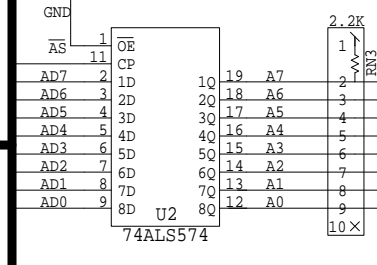 GND 2.2K
AS 1 OE 1 RN3
11 CP
AD7 2 1D 1Q 19 A7 2
AD6 3 2D 2Q 18 A6 3
AD5 4 3D 3Q 17 A5 4
AD4 5 4D 4Q 16 A4 5
AD3 6 5D 5Q 15 A3 6
AD2 7 6D 6Q 14 A2 7
AD1 8 7D 7Q 13 A1 8
AD0 9 8D 8Q 12 A0 9
U2 10
74ALS574